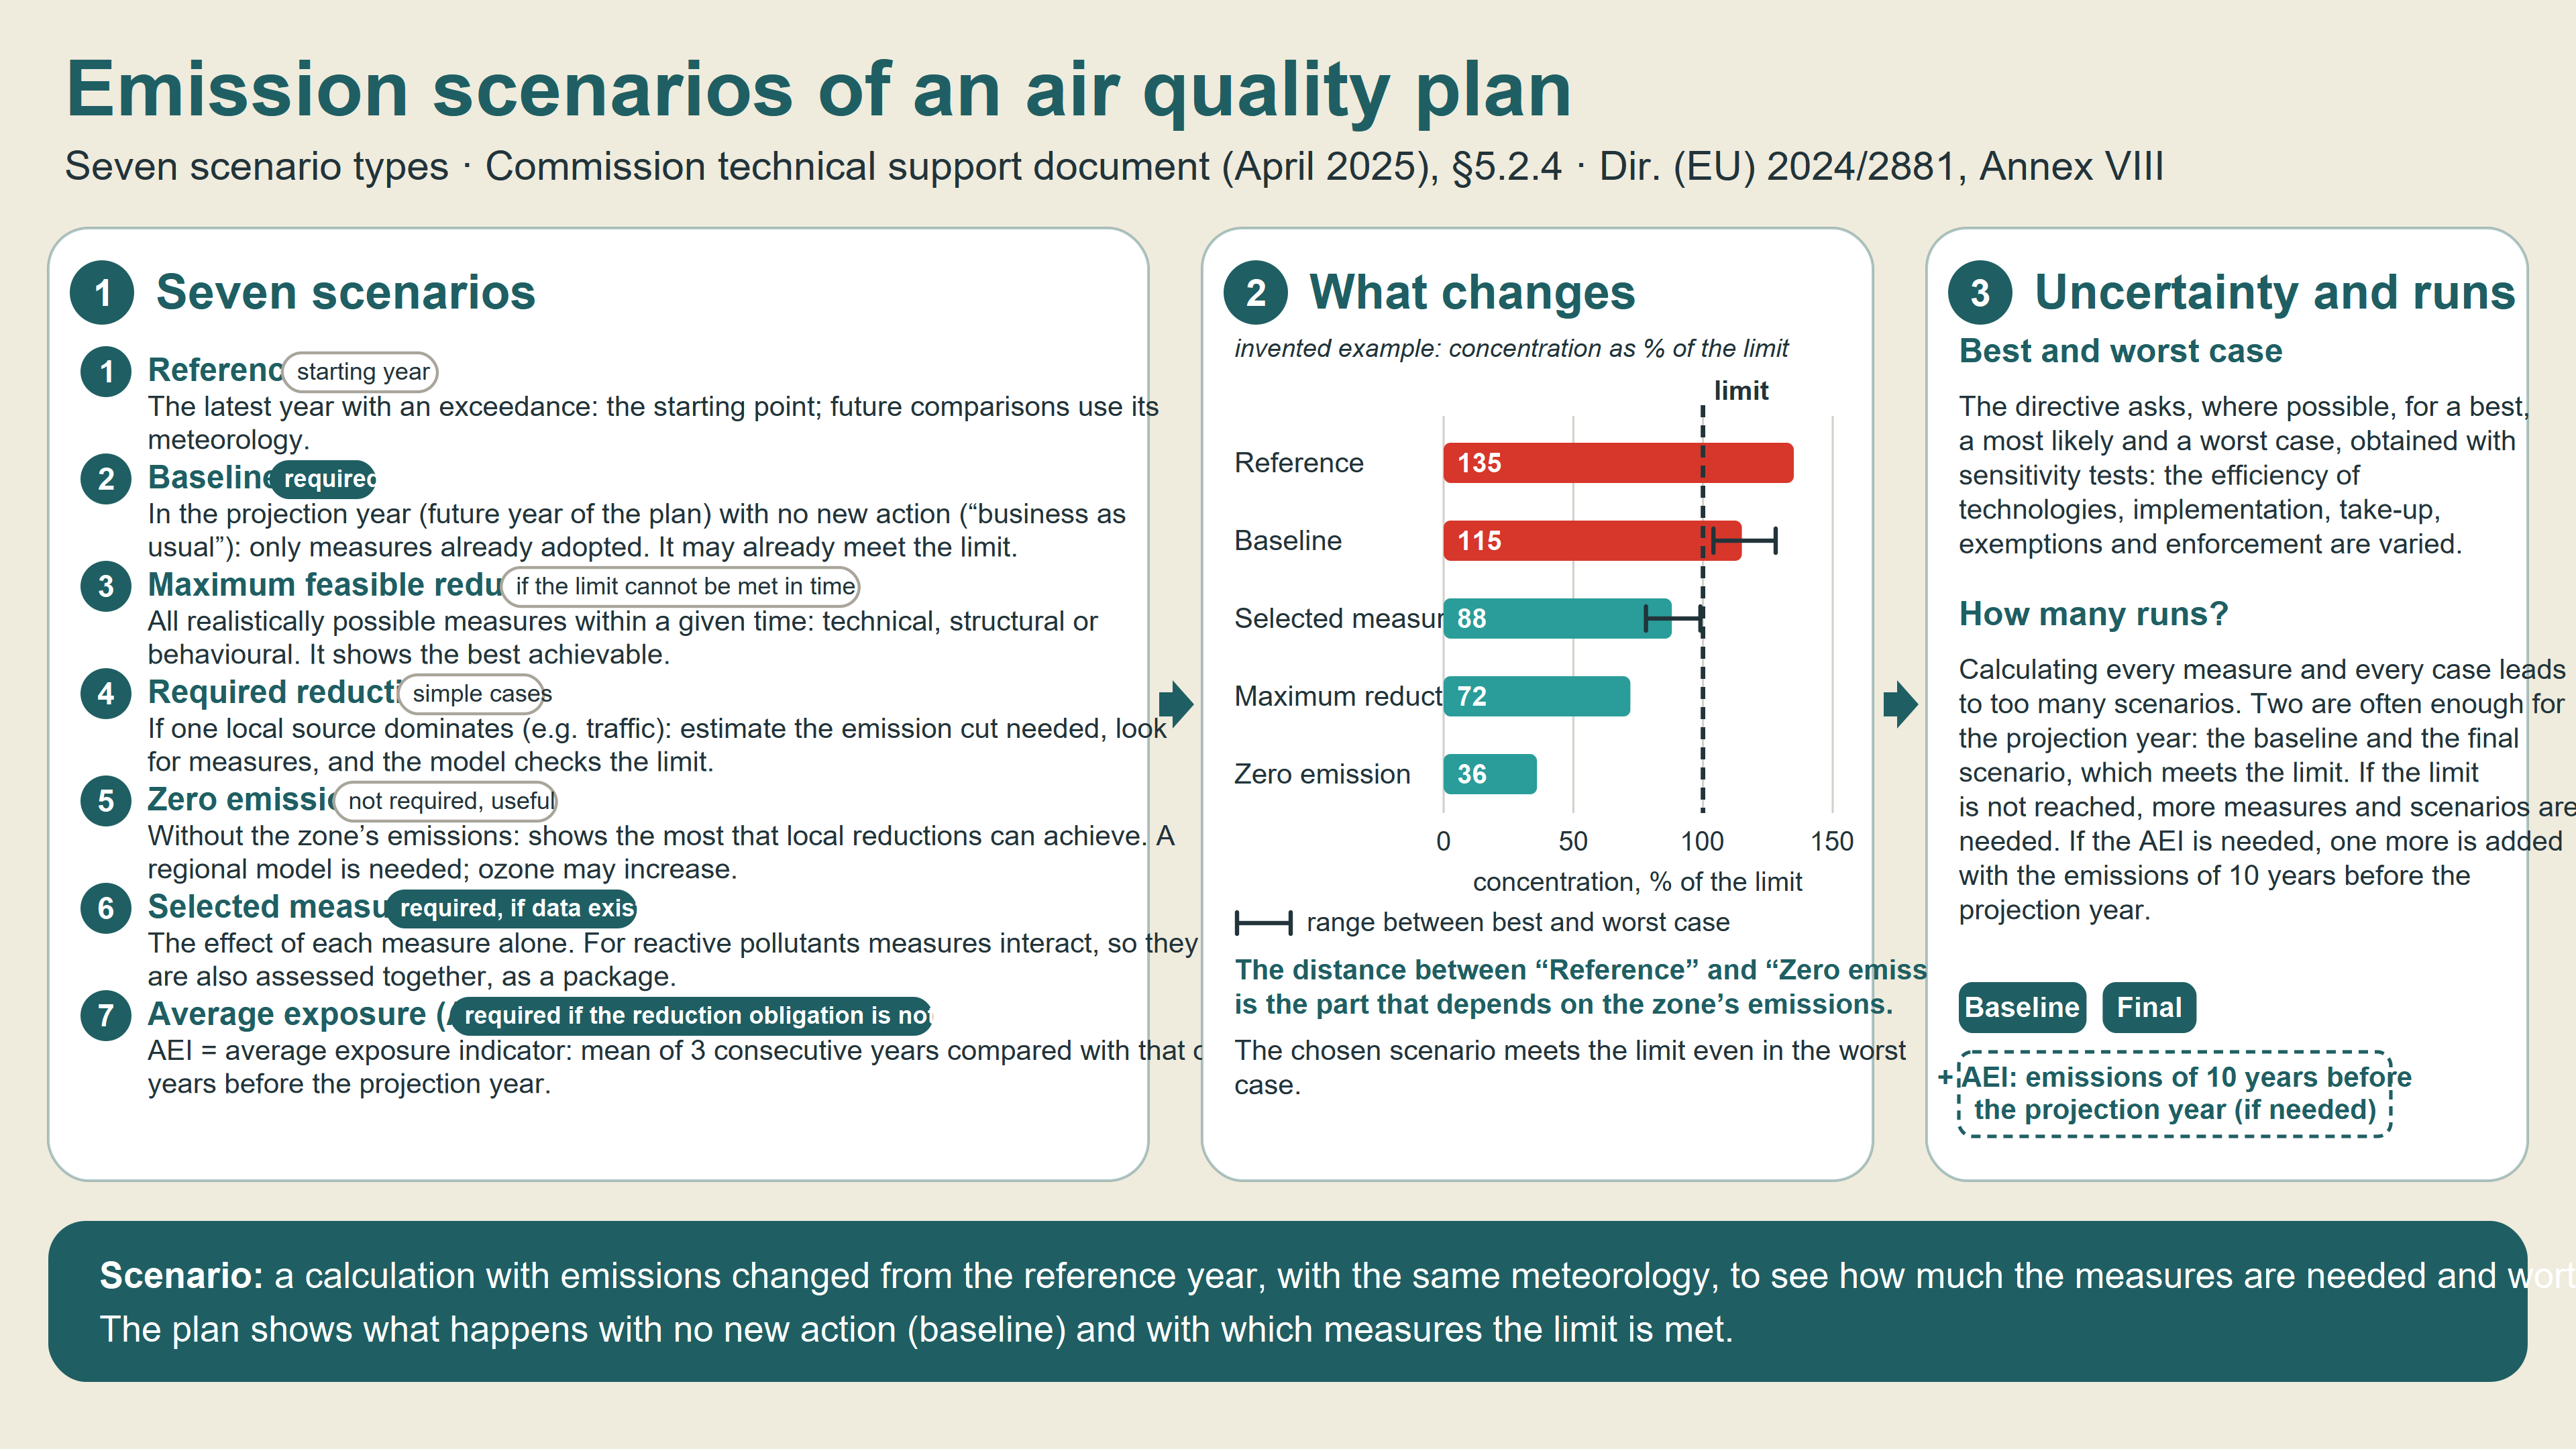 Emission scenarios of an air quality plan
Seven scenario types · Commission technical support document (April 2025), §5.2.4 · Dir. (EU) 2024/2881, Annex VIII
1 Seven scenarios
1 Referenc starting year
The latest year with an exceedance: the starting point; future comparisons use its
meteorology.
2 Baseline required
In the projection year (future year of the plan) with no new action (“business as
usual”): only measures already adopted. It may already meet the limit.
3 Maximum feasible redu if the limit cannot be met in time
All realistically possible measures within a given time: technical, structural or
behavioural. It shows the best achievable.
4 Required reducti simple cases
If one local source dominates (e.g. traffic): estimate the emission cut needed, look
for measures, and the model checks the limit.
5 Zero emissio not required, useful
Without the zone’s emissions: shows the most that local reductions can achieve. A
regional model is needed; ozone may increase.
6 Selected measu required, if data exis
The effect of each measure alone. For reactive pollutants measures interact, so they
are also assessed together, as a package.
7 Average exposure ( required if the reduction obligation is not
AEI = average exposure indicator: mean of 3 consecutive years compared with that
years before the projection year.
2 What changes
invented example: concentration as % of the limit
limit
Reference 135
Baseline 115
Selected measur 88
Maximum reduct 72
Zero emission 36
0 50 100 150
concentration, % of the limit
range between best and worst case
The distance between “Reference” and “Zero emiss
is the part that depends on the zone’s emissions.
The chosen scenario meets the limit even in the worst
case.
3 Uncertainty and runs
Best and worst case
The directive asks, where possible, for a best,
a most likely and a worst case, obtained with
sensitivity tests: the efficiency of
technologies, implementation, take-up,
exemptions and enforcement are varied.
How many runs?
Calculating every measure and every case leads
to too many scenarios. Two are often enough for
the projection year: the baseline and the final
scenario, which meets the limit. If the limit
is not reached, more measures and scenarios are
needed. If the AEI is needed, one more is added
with the emissions of 10 years before the
projection year.
Baseline Final
+ AEI: emissions of 10 years before
the projection year (if needed)
Scenario: a calculation with emissions changed from the reference year, with the same meteorology, to see how much the measures are needed and wort
The plan shows what happens with no new action (baseline) and with which measures the limit is met.